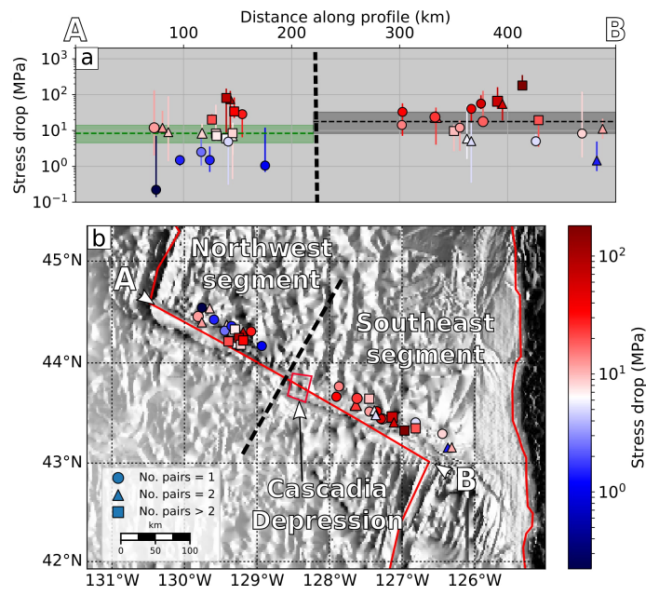 Distance along profile (km)
A 100 200 300 400 B
a
Stress drop (MPa)
10³
10²
10¹
10⁰
10⁻¹
b
45°N
44°N
43°N
42°N
Northwest
segment
A
Southeast
segment
B
Cascadia
Depression
No. pairs = 1
No. pairs = 2
No. pairs > 2
km
0 50 100
131°W 130°W 129°W 128°W 127°W 126°W
10²
10¹
10⁰
Stress drop (MPa)